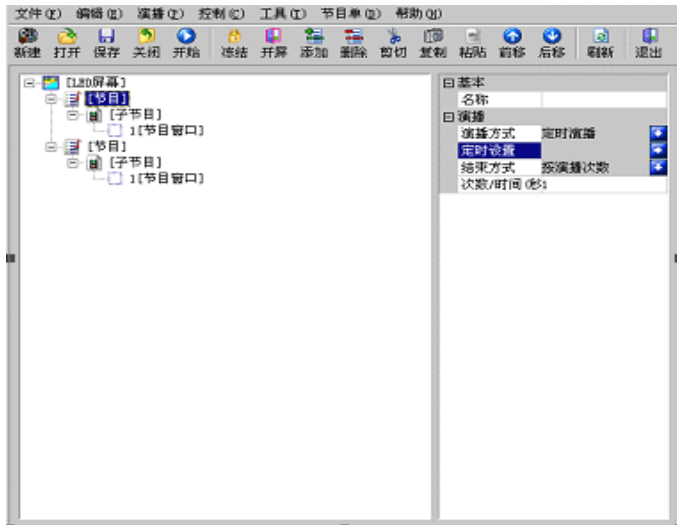 文件(F) 编辑(E) 演播(P) 控制(C) 工具(T) 节目单(Q) 帮助(H)
新建 打开 保存 关闭 开始 冻结 开屏 添加 删除 剪切 复制 粘贴 前移 后移 刷新 退出
[LED屏幕]
[节目]
[子节目]
1[节目窗口]
[节目]
[子节目]
1[节目窗口]
基本
名称
演播
演播方式 定时演播
定时设置
结束方式 按演播次数
次数/时间(秒 1